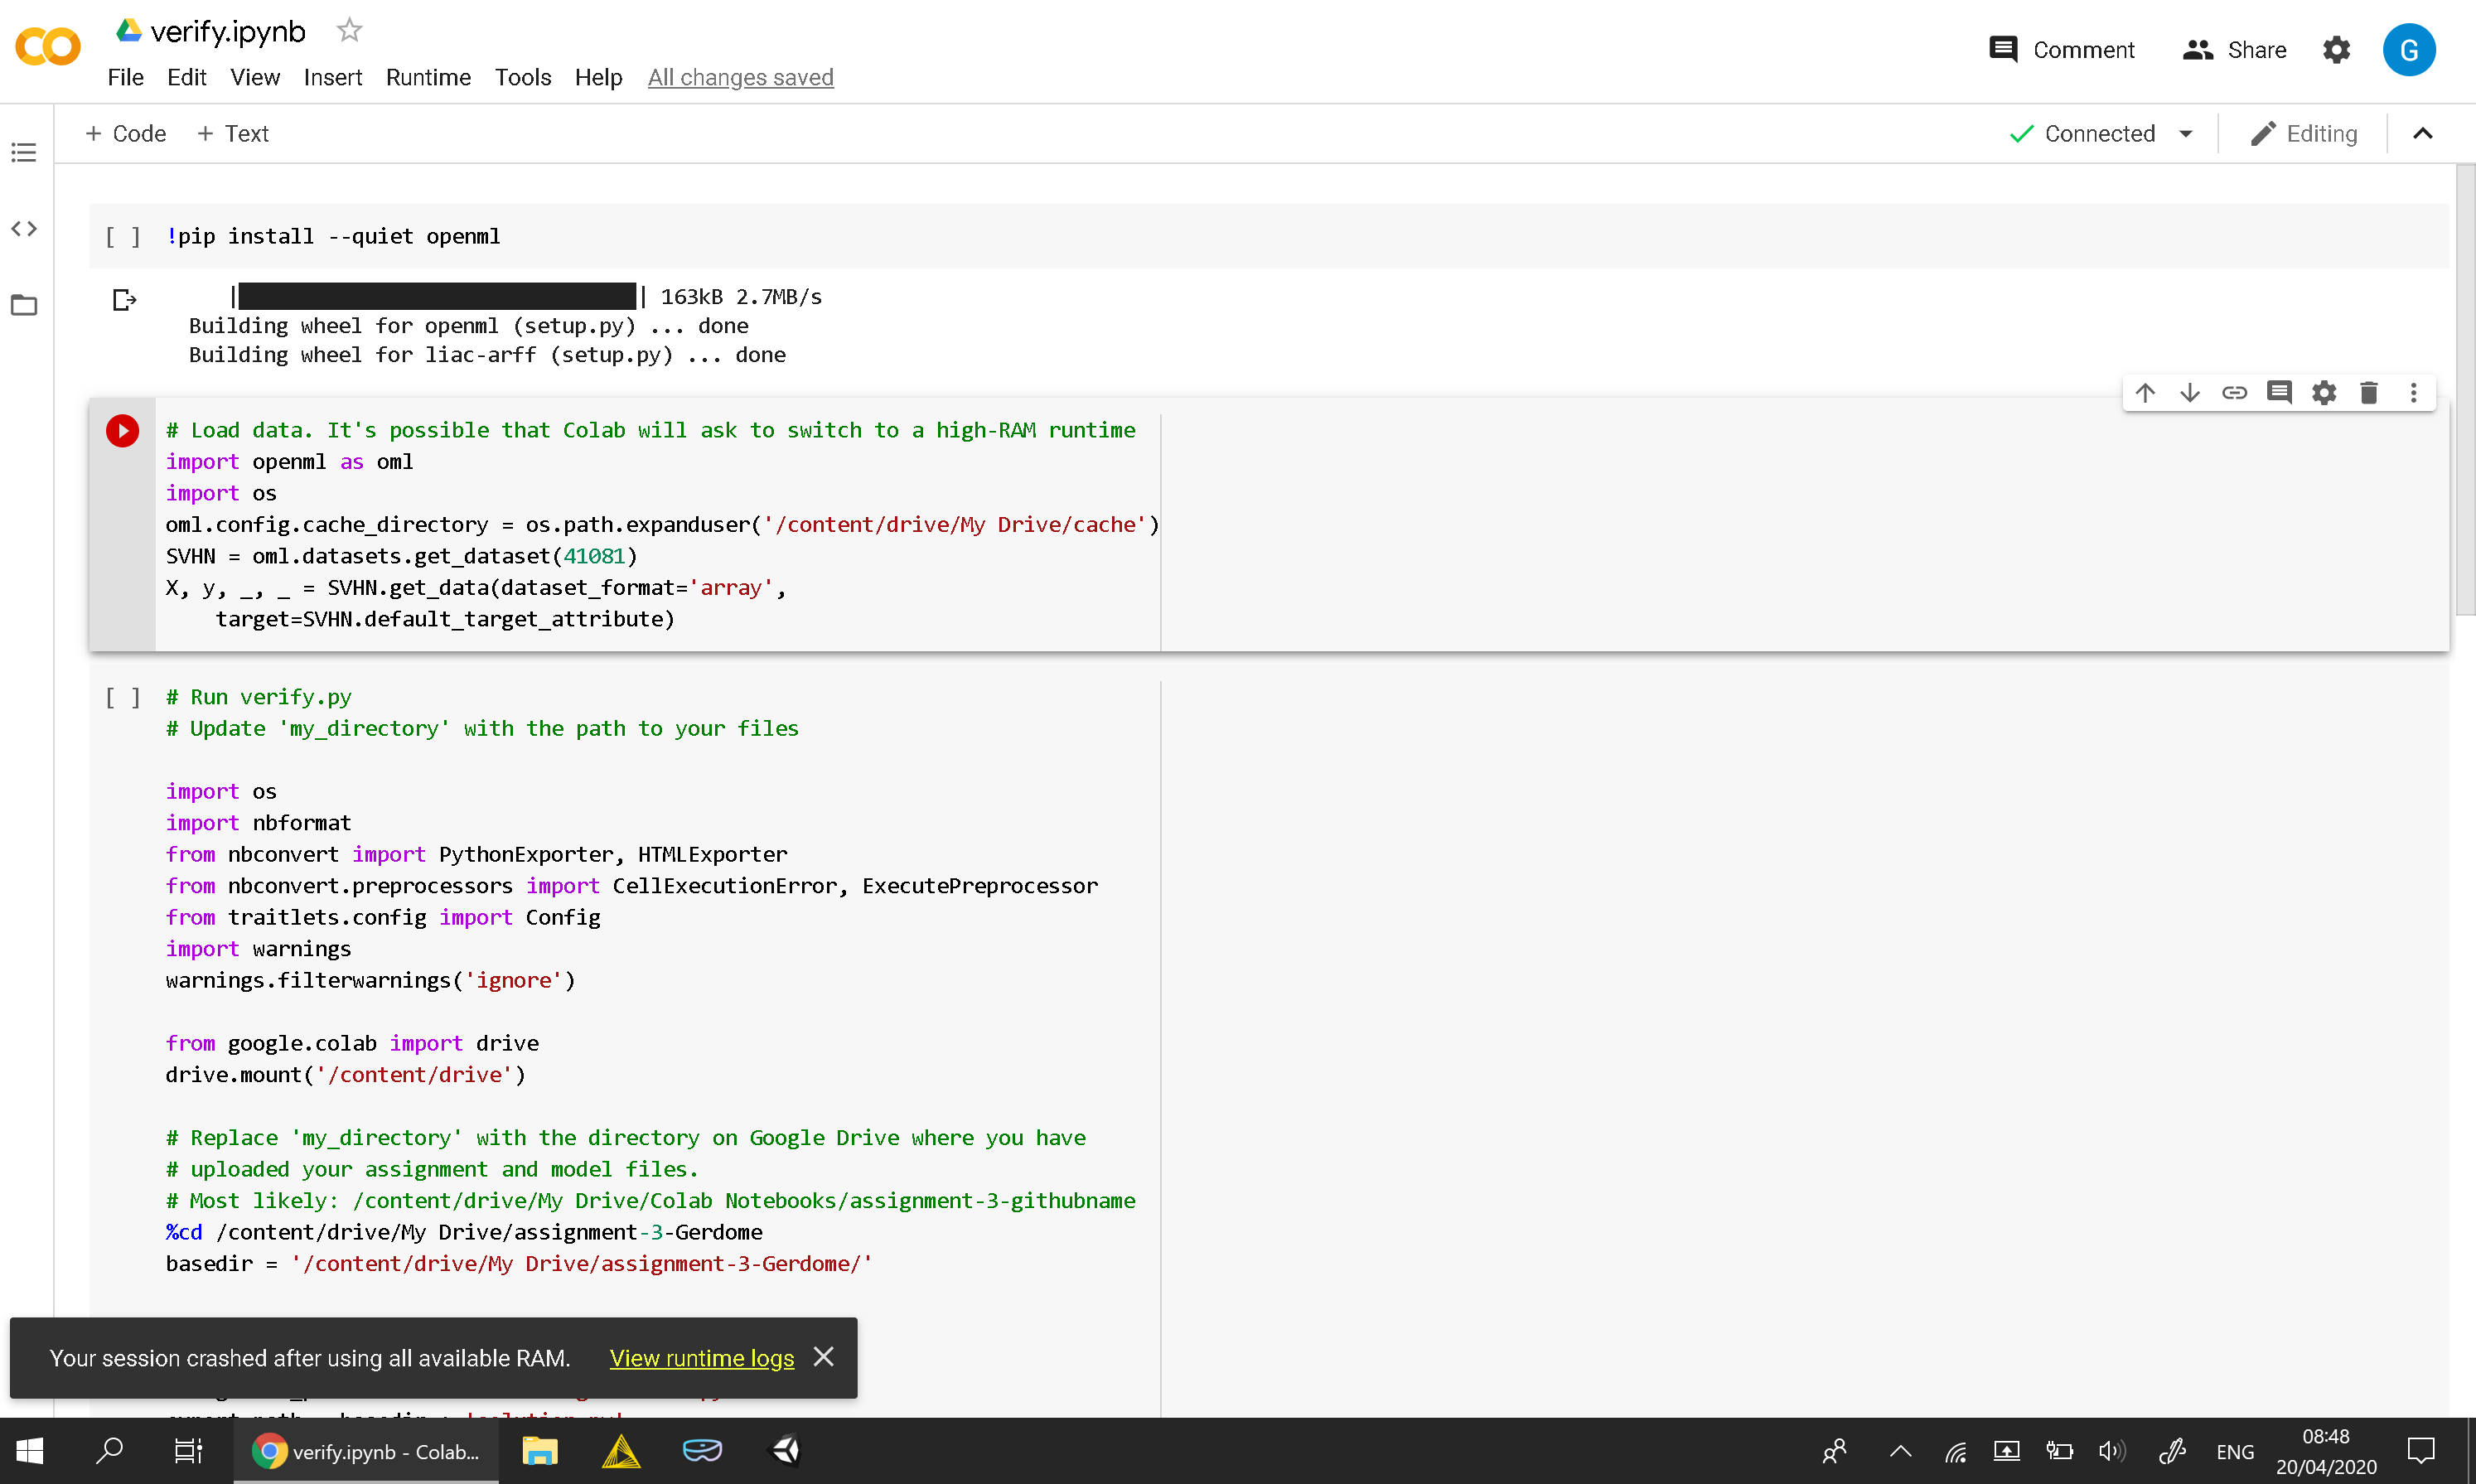 verify.ipynb
Comment Share G
File Edit View Insert Runtime Tools Help All changes saved
+ Code + Text Connected Editing
[ ] !pip install --quiet openml
| | 163kB 2.7MB/s
Building wheel for openml (setup.py) ... done
Building wheel for liac-arff (setup.py) ... done
# Load data. It's possible that Colab will ask to switch to a high-RAM runtime
import openml as oml
import os
oml.config.cache_directory = os.path.expanduser('/content/drive/My Drive/cache')
SVHN = oml.datasets.get_dataset(41081)
X, y, _, _ = SVHN.get_data(dataset_format='array',
target=SVHN.default_target_attribute)
[ ] # Run verify.py
# Update 'my_directory' with the path to your files
import os
import nbformat
from nbconvert import PythonExporter, HTMLExporter
from nbconvert.preprocessors import CellExecutionError, ExecutePreprocessor
from traitlets.config import Config
import warnings
warnings.filterwarnings('ignore')
from google.colab import drive
drive.mount('/content/drive')
# Replace 'my_directory' with the directory on Google Drive where you have
# uploaded your assignment and model files.
# Most likely: /content/drive/My Drive/Colab Notebooks/assignment-3-githubname
%cd /content/drive/My Drive/assignment-3-Gerdome
basedir = '/content/drive/My Drive/assignment-3-Gerdome/'
Your session crashed after using all available RAM. View runtime logs
verify.ipynb - Colab...
ENG
08:48
20/04/2020